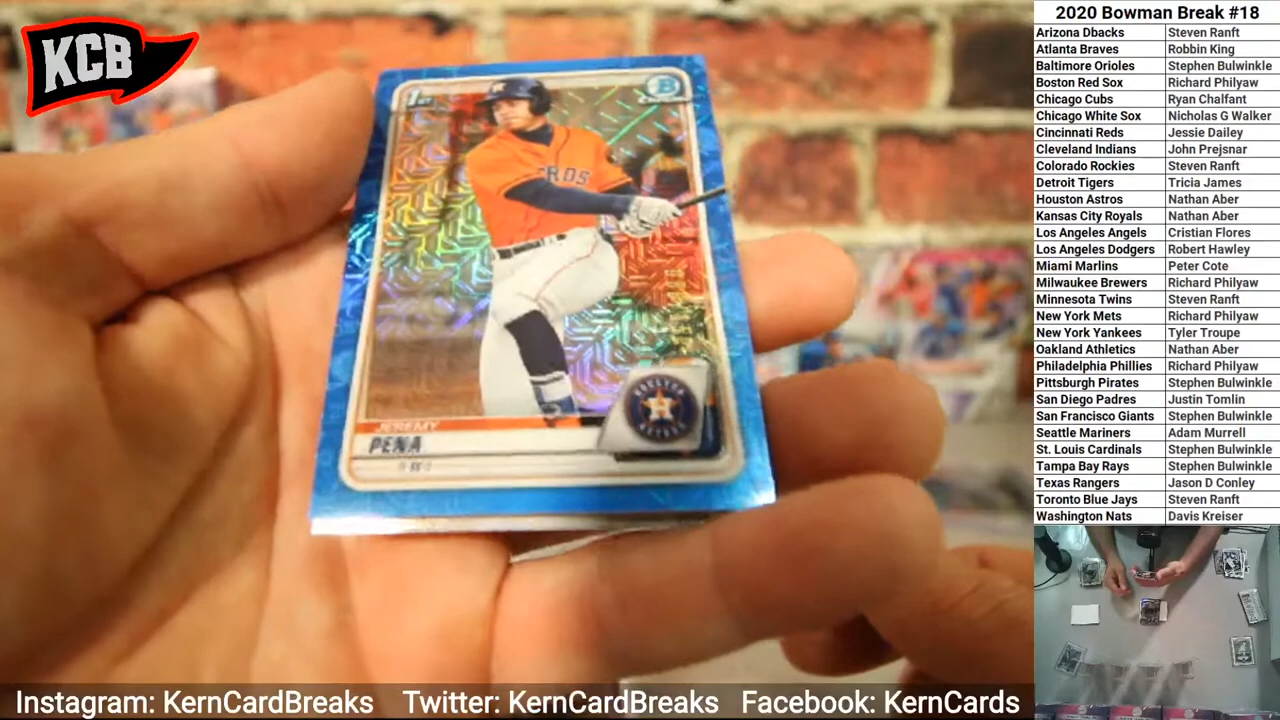 KCB
1st
B
ROS
JEREMY
PENA
HOUSTON
ASTROS
2020 Bowman Break #18
Arizona Dbacks Steven Ranft
Atlanta Braves Robbin King
Baltimore Orioles Stephen Bulwinkle
Boston Red Sox Richard Philyaw
Chicago Cubs Ryan Chalfant
Chicago White Sox Nicholas G Walker
Cincinnati Reds Jessie Dailey
Cleveland Indians John Prejsnar
Colorado Rockies Steven Ranft
Detroit Tigers Tricia James
Houston Astros Nathan Aber
Kansas City Royals Nathan Aber
Los Angeles Angels Cristian Flores
Los Angeles Dodgers Robert Hawley
Miami Marlins Peter Cote
Milwaukee Brewers Richard Philyaw
Minnesota Twins Steven Ranft
New York Mets Richard Philyaw
New York Yankees Tyler Troupe
Oakland Athletics Nathan Aber
Philadelphia Phillies Richard Philyaw
Pittsburgh Pirates Stephen Bulwinkle
San Diego Padres Justin Tomlin
San Francisco Giants Stephen Bulwinkle
Seattle Mariners Adam Murrell
St. Louis Cardinals Stephen Bulwinkle
Tampa Bay Rays Stephen Bulwinkle
Texas Rangers Jason D Conley
Toronto Blue Jays Steven Ranft
Washington Nats Davis Kreiser
Instagram: KernCardBreaks Twitter: KernCardBreaks Facebook: KernCards